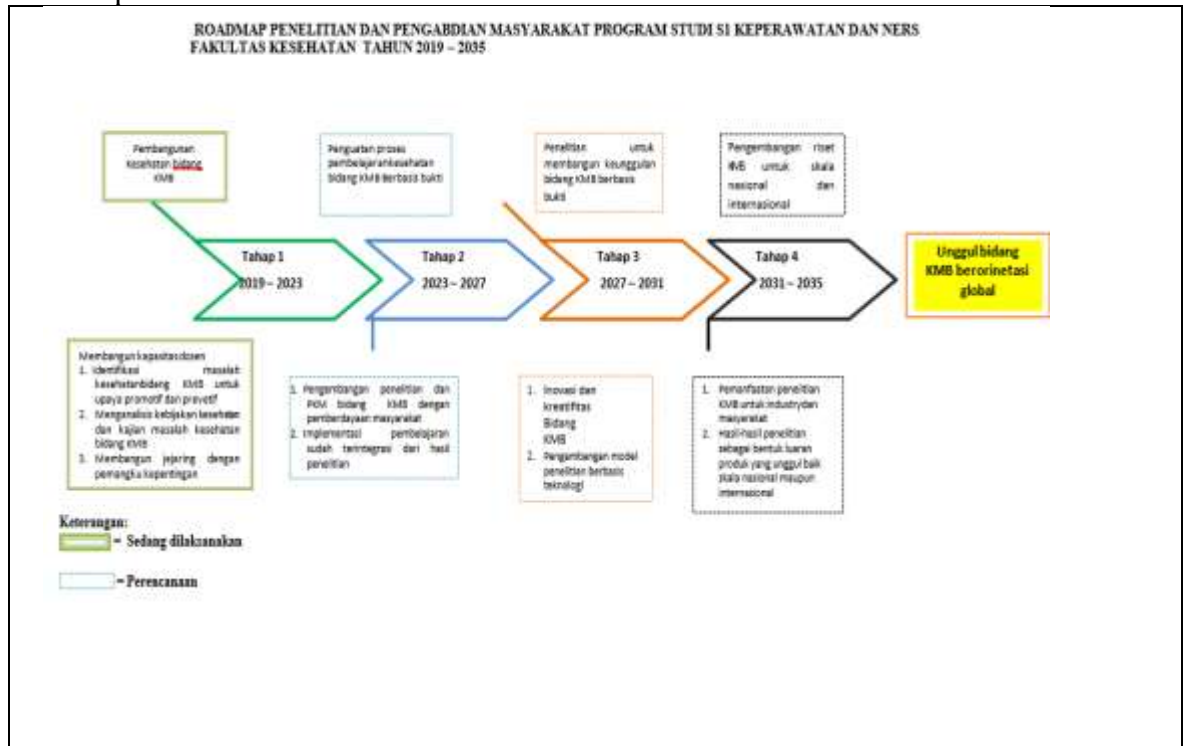 ROADMAP PENELITIAN DAN PENGABDIAN MASYARAKAT PROGRAM STUDI S1 KEPERAWATAN DAN NERS
FAKULTAS KESEHATAN TAHUN 2019 – 2035
Pembangunan
kesehatan bidang
KMB
Penguatan proses
pembelajarankesehatan
bidang KMB Berbasis bukti
Penelitian untuk
membangun keunggulan
bidang KMB berbasis
bukti
Pengembangan riset
KMB untuk skala
nasional dan
internasional
Tahap 1
2019 – 2023
Tahap 2
2023 – 2027
Tahap 3
2027 – 2031
Tahap 4
2031 – 2035
Unggul bidang
KMB berorinetasi
global
Membangun kapasitas dosen
1. Identifikasi masalah
kesehatanbidang KMB untuk
upaya promotif dan prevetif
2. Menganalisis kebijakan kesehatan
dan kajian masalah kesehatan
bidang KMB
3. Membangun jejaring dengan
pemangku kepentingan
1. Pengembangan penelitian dan
PKM bidang KMB dengan
pemberdayaan masyarakat
2. Implementasi pembelajaran
sudah terintegrasi dari hasil
penelitian
1. Inovasi dan
kreatifitas
Bidang
KMB
2. Pengembangan model
penelitian berbasis
teknologi
1. Pemanfaatan penelitian
KMB untuk industrydan
masyarakat
2. Hasil-hasil penelitian
sebagai bentuk luaran
produk yang unggul baik
skala nasional maupun
internasional
Keterangan:
= Sedang dilaksanakan
= Perencanaan